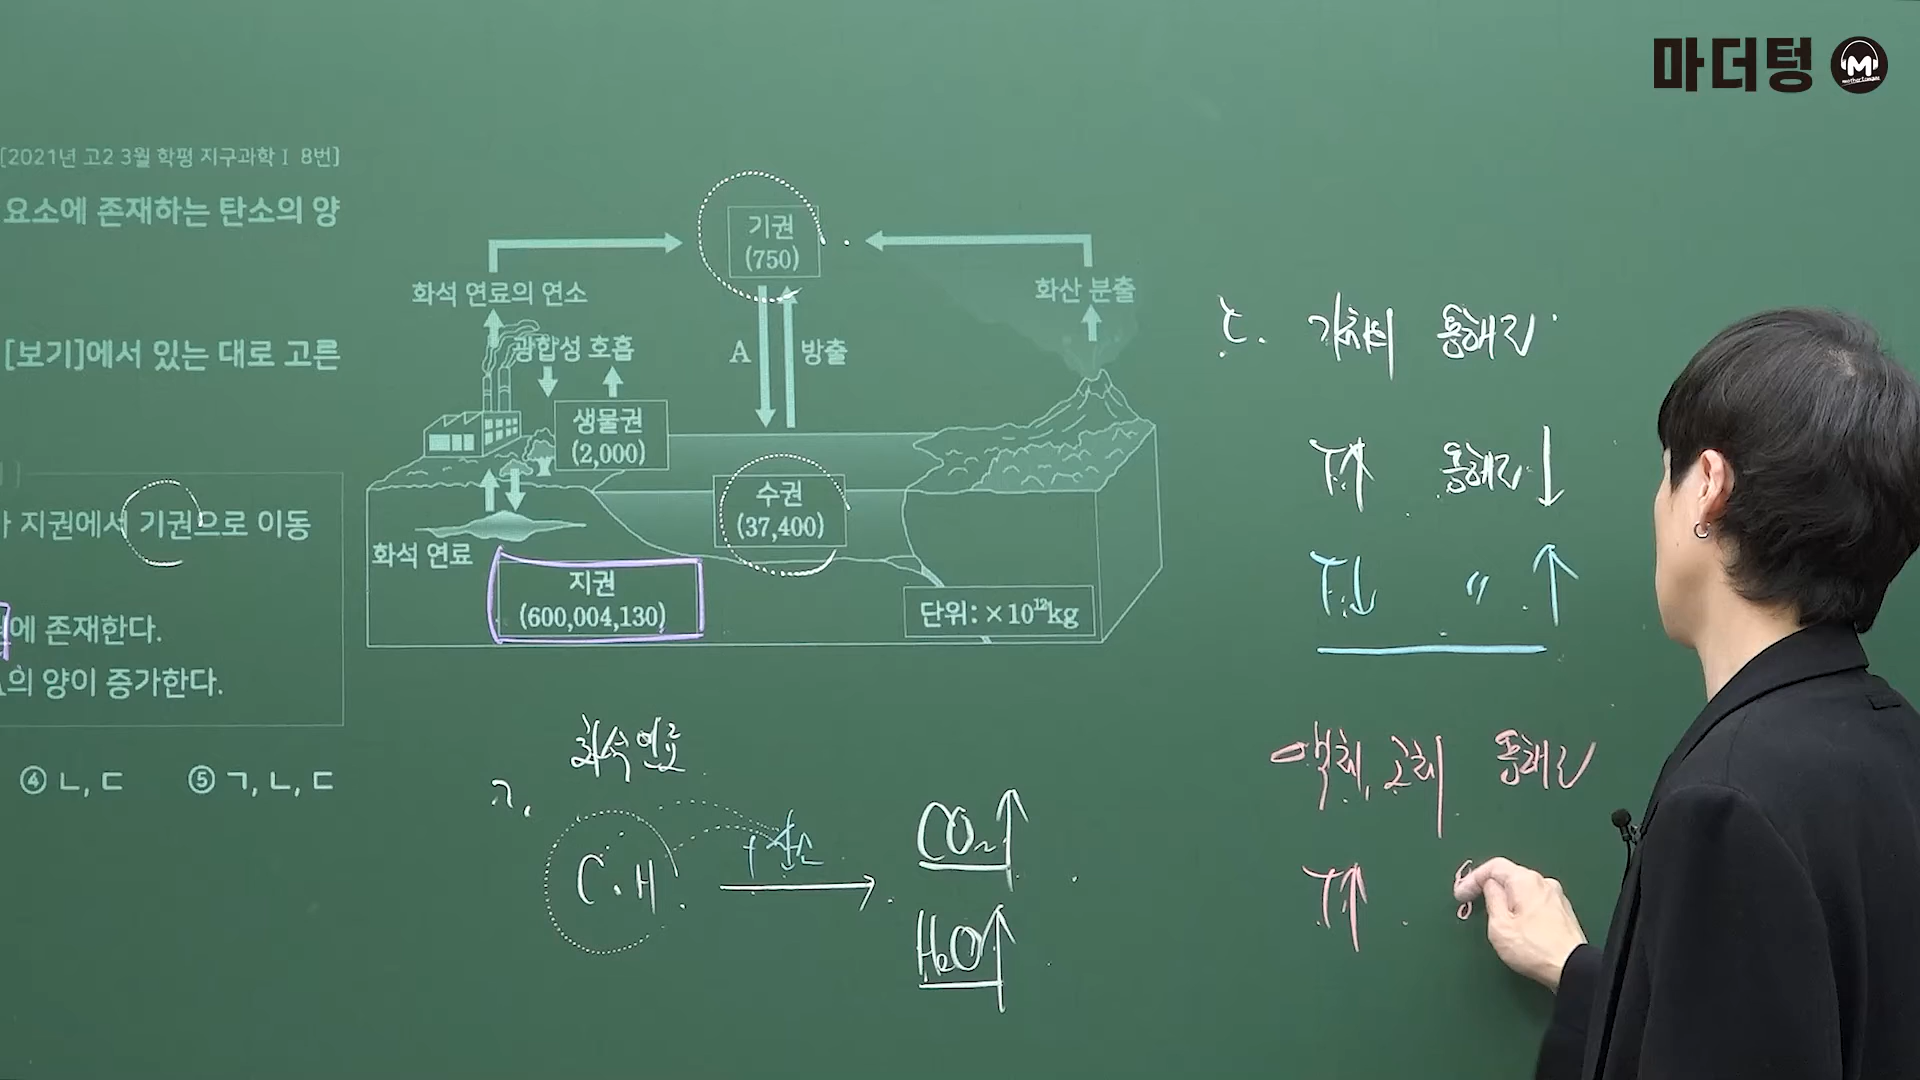 마더텅
M
[2021년 고2 3월 학평 지구과학Ⅰ 8번]
요소에 존재하는 탄소의 양
[보기]에서 있는 대로 고른
지권에서 기권으로 이동
에 존재한다.
의 양이 증가한다.
④ ㄴ, ㄷ ⑤ ㄱ, ㄴ, ㄷ
기권
(750)
화석 연료의 연소
화산 분출
광합성 호흡
A
방출
생물권
(2,000)
수권
(37,400)
화석 연료
지권
(600,004,130)
단위: ×10¹²kg
ㄷ. 기체의 용해도
T↑ 용해도 ↓
T↓ 〃 ↑
액체, 고체 용해도
T↑
화석 연료
ㄱ.
C, H
+ 산소
CO₂↑
H₂O↑